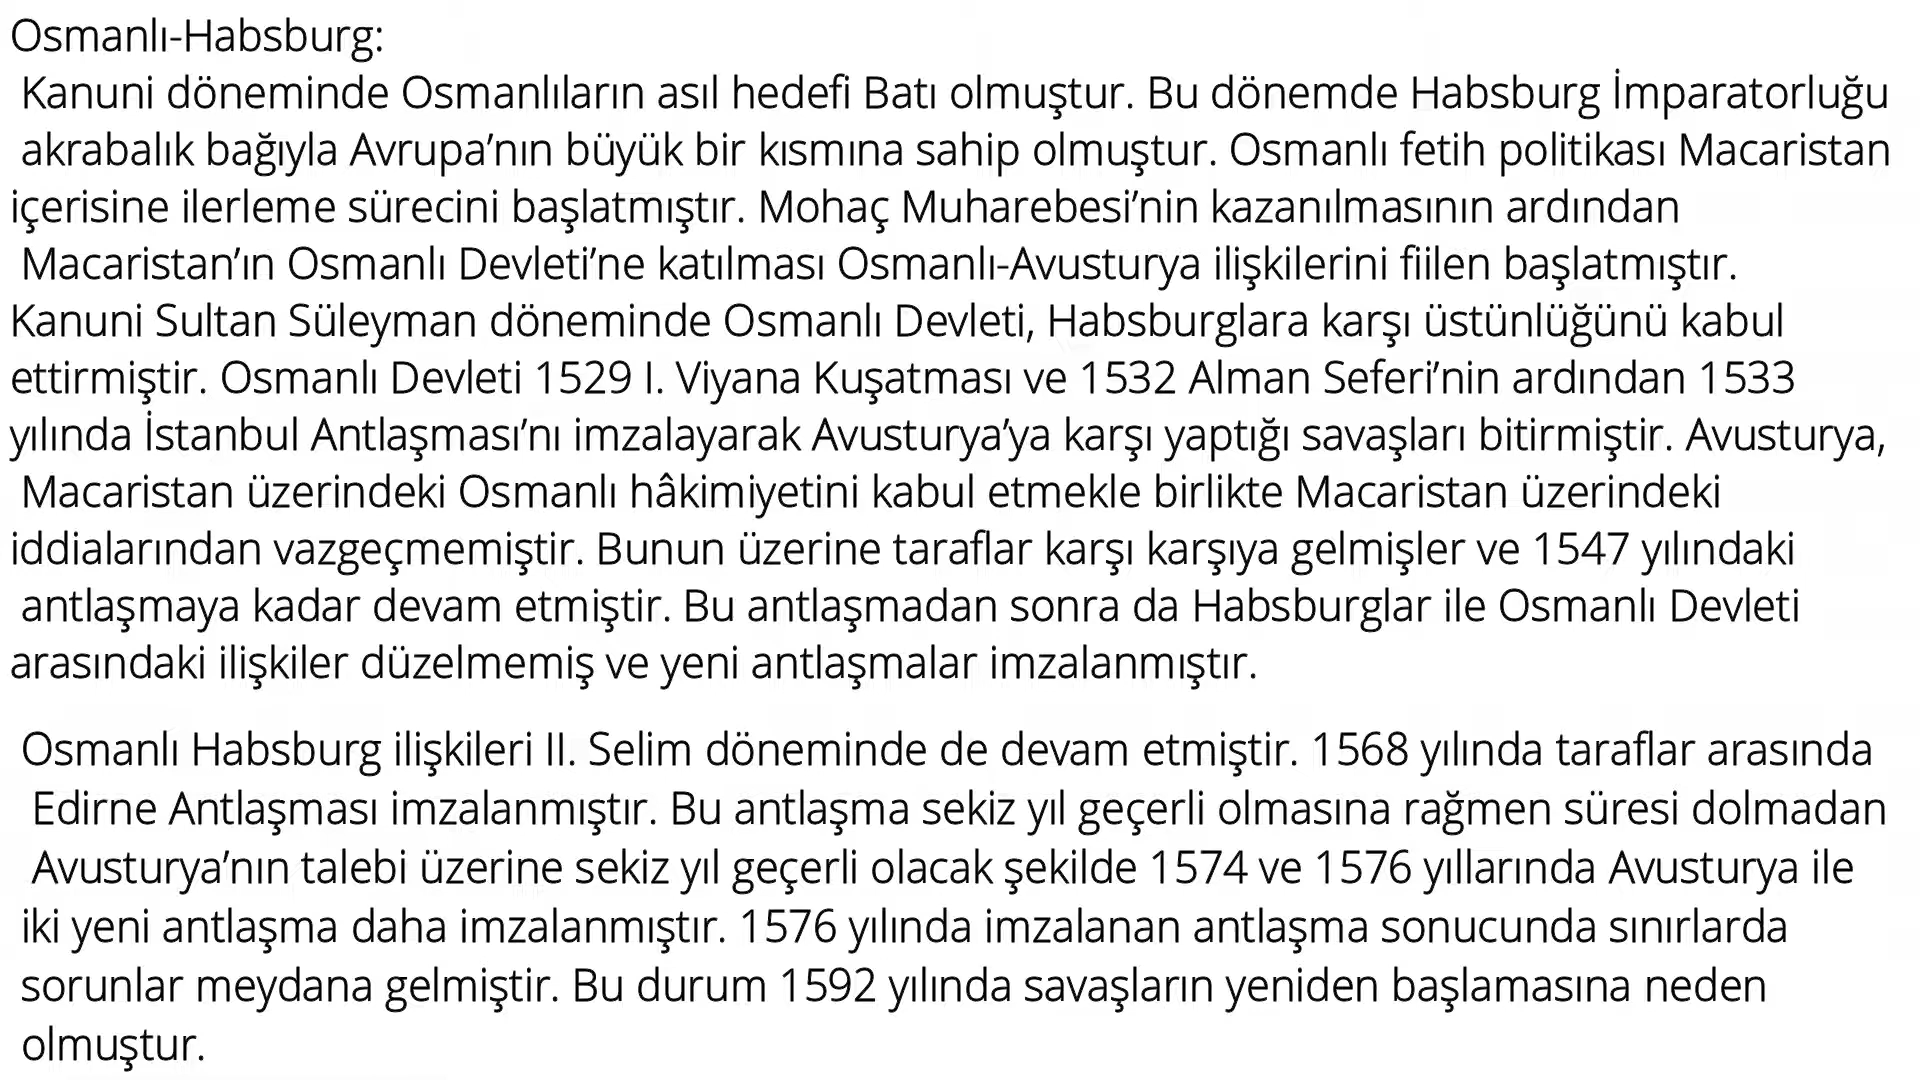 Osmanlı-Habsburg:
Kanuni döneminde Osmanlıların asıl hedefi Batı olmuştur. Bu dönemde Habsburg İmparatorluğu
akrabalık bağıyla Avrupa’nın büyük bir kısmına sahip olmuştur. Osmanlı fetih politikası Macaristan
içerisine ilerleme sürecini başlatmıştır. Mohaç Muharebesi’nin kazanılmasının ardından
Macaristan’ın Osmanlı Devleti’ne katılması Osmanlı-Avusturya ilişkilerini fiilen başlatmıştır.
Kanuni Sultan Süleyman döneminde Osmanlı Devleti, Habsburglara karşı üstünlüğünü kabul
ettirmiştir. Osmanlı Devleti 1529 I. Viyana Kuşatması ve 1532 Alman Seferi’nin ardından 1533
yılında İstanbul Antlaşması’nı imzalayarak Avusturya’ya karşı yaptığı savaşları bitirmiştir. Avusturya,
Macaristan üzerindeki Osmanlı hâkimiyetini kabul etmekle birlikte Macaristan üzerindeki
iddialarından vazgeçmemiştir. Bunun üzerine taraflar karşı karşıya gelmişler ve 1547 yılındaki
antlaşmaya kadar devam etmiştir. Bu antlaşmadan sonra da Habsburglar ile Osmanlı Devleti
arasındaki ilişkiler düzelmemiş ve yeni antlaşmalar imzalanmıştır.
Osmanlı Habsburg ilişkileri II. Selim döneminde de devam etmiştir. 1568 yılında taraflar arasında
Edirne Antlaşması imzalanmıştır. Bu antlaşma sekiz yıl geçerli olmasına rağmen süresi dolmadan
Avusturya’nın talebi üzerine sekiz yıl geçerli olacak şekilde 1574 ve 1576 yıllarında Avusturya ile
iki yeni antlaşma daha imzalanmıştır. 1576 yılında imzalanan antlaşma sonucunda sınırlarda
sorunlar meydana gelmiştir. Bu durum 1592 yılında savaşların yeniden başlamasına neden
olmuştur.